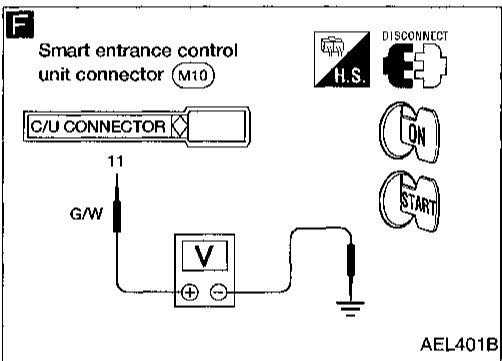 F
Smart entrance control
unit connector (M10)
DISCONNECT
H.S.
C/U CONNECTOR
ON
11
START
G/W
V
+ −
AEL401B